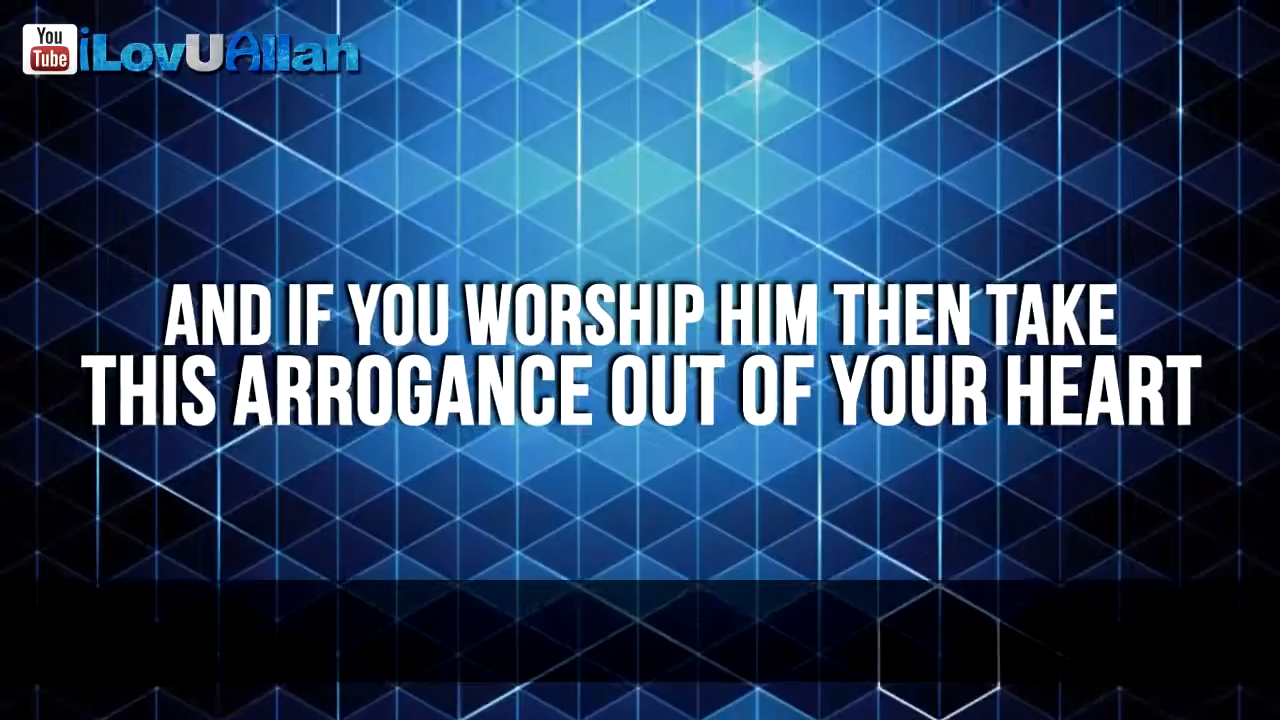 You
Tube iLovUAllah
AND IF YOU WORSHIP HIM THEN TAKE
THIS ARROGANCE OUT OF YOUR HEART